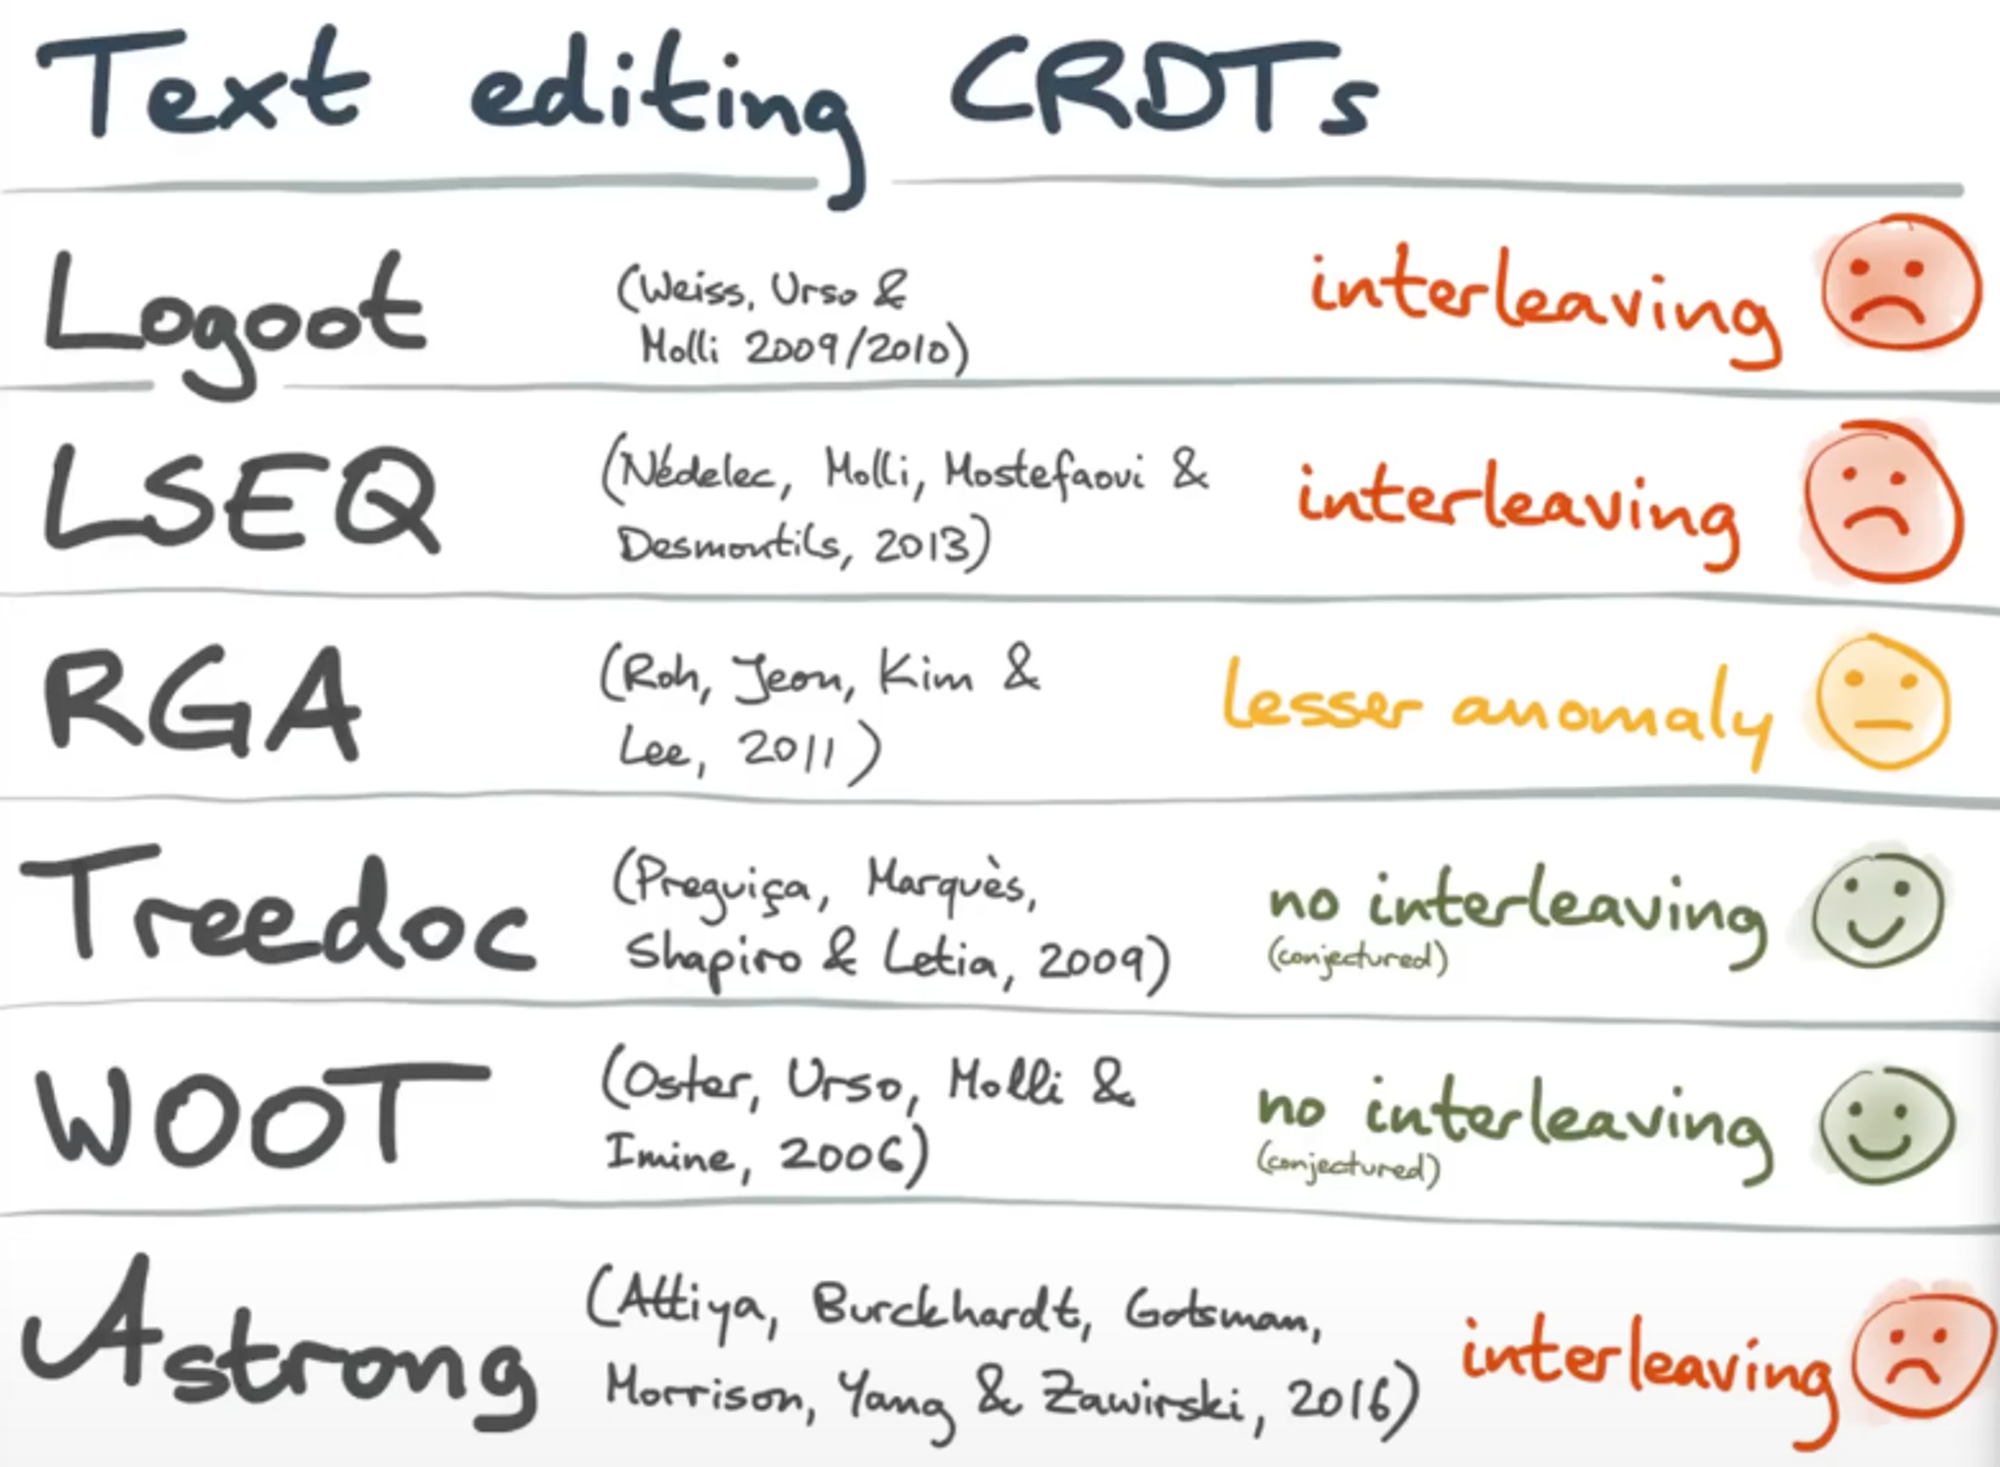 Text editing CRDTs
Logoot (Weiss, Urso & interleaving
Molli 2009/2010)
LSEQ (Nédelec, Molli, Mostefaoui & interleaving
Desmontils, 2013)
RGA (Roh, Jeon, Kim & lesser anomaly
Lee, 2011)
Treedoc (Preguiça, Marquès, no interleaving
Shapiro & Letia, 2009) (conjectured)
WOOT (Oster, Urso, Molli & no interleaving
Imine, 2006) (conjectured)
Astrong (Attiya, Burckhardt, Gotsman, interleaving
Morrison, Yang & Zawirski, 2016)